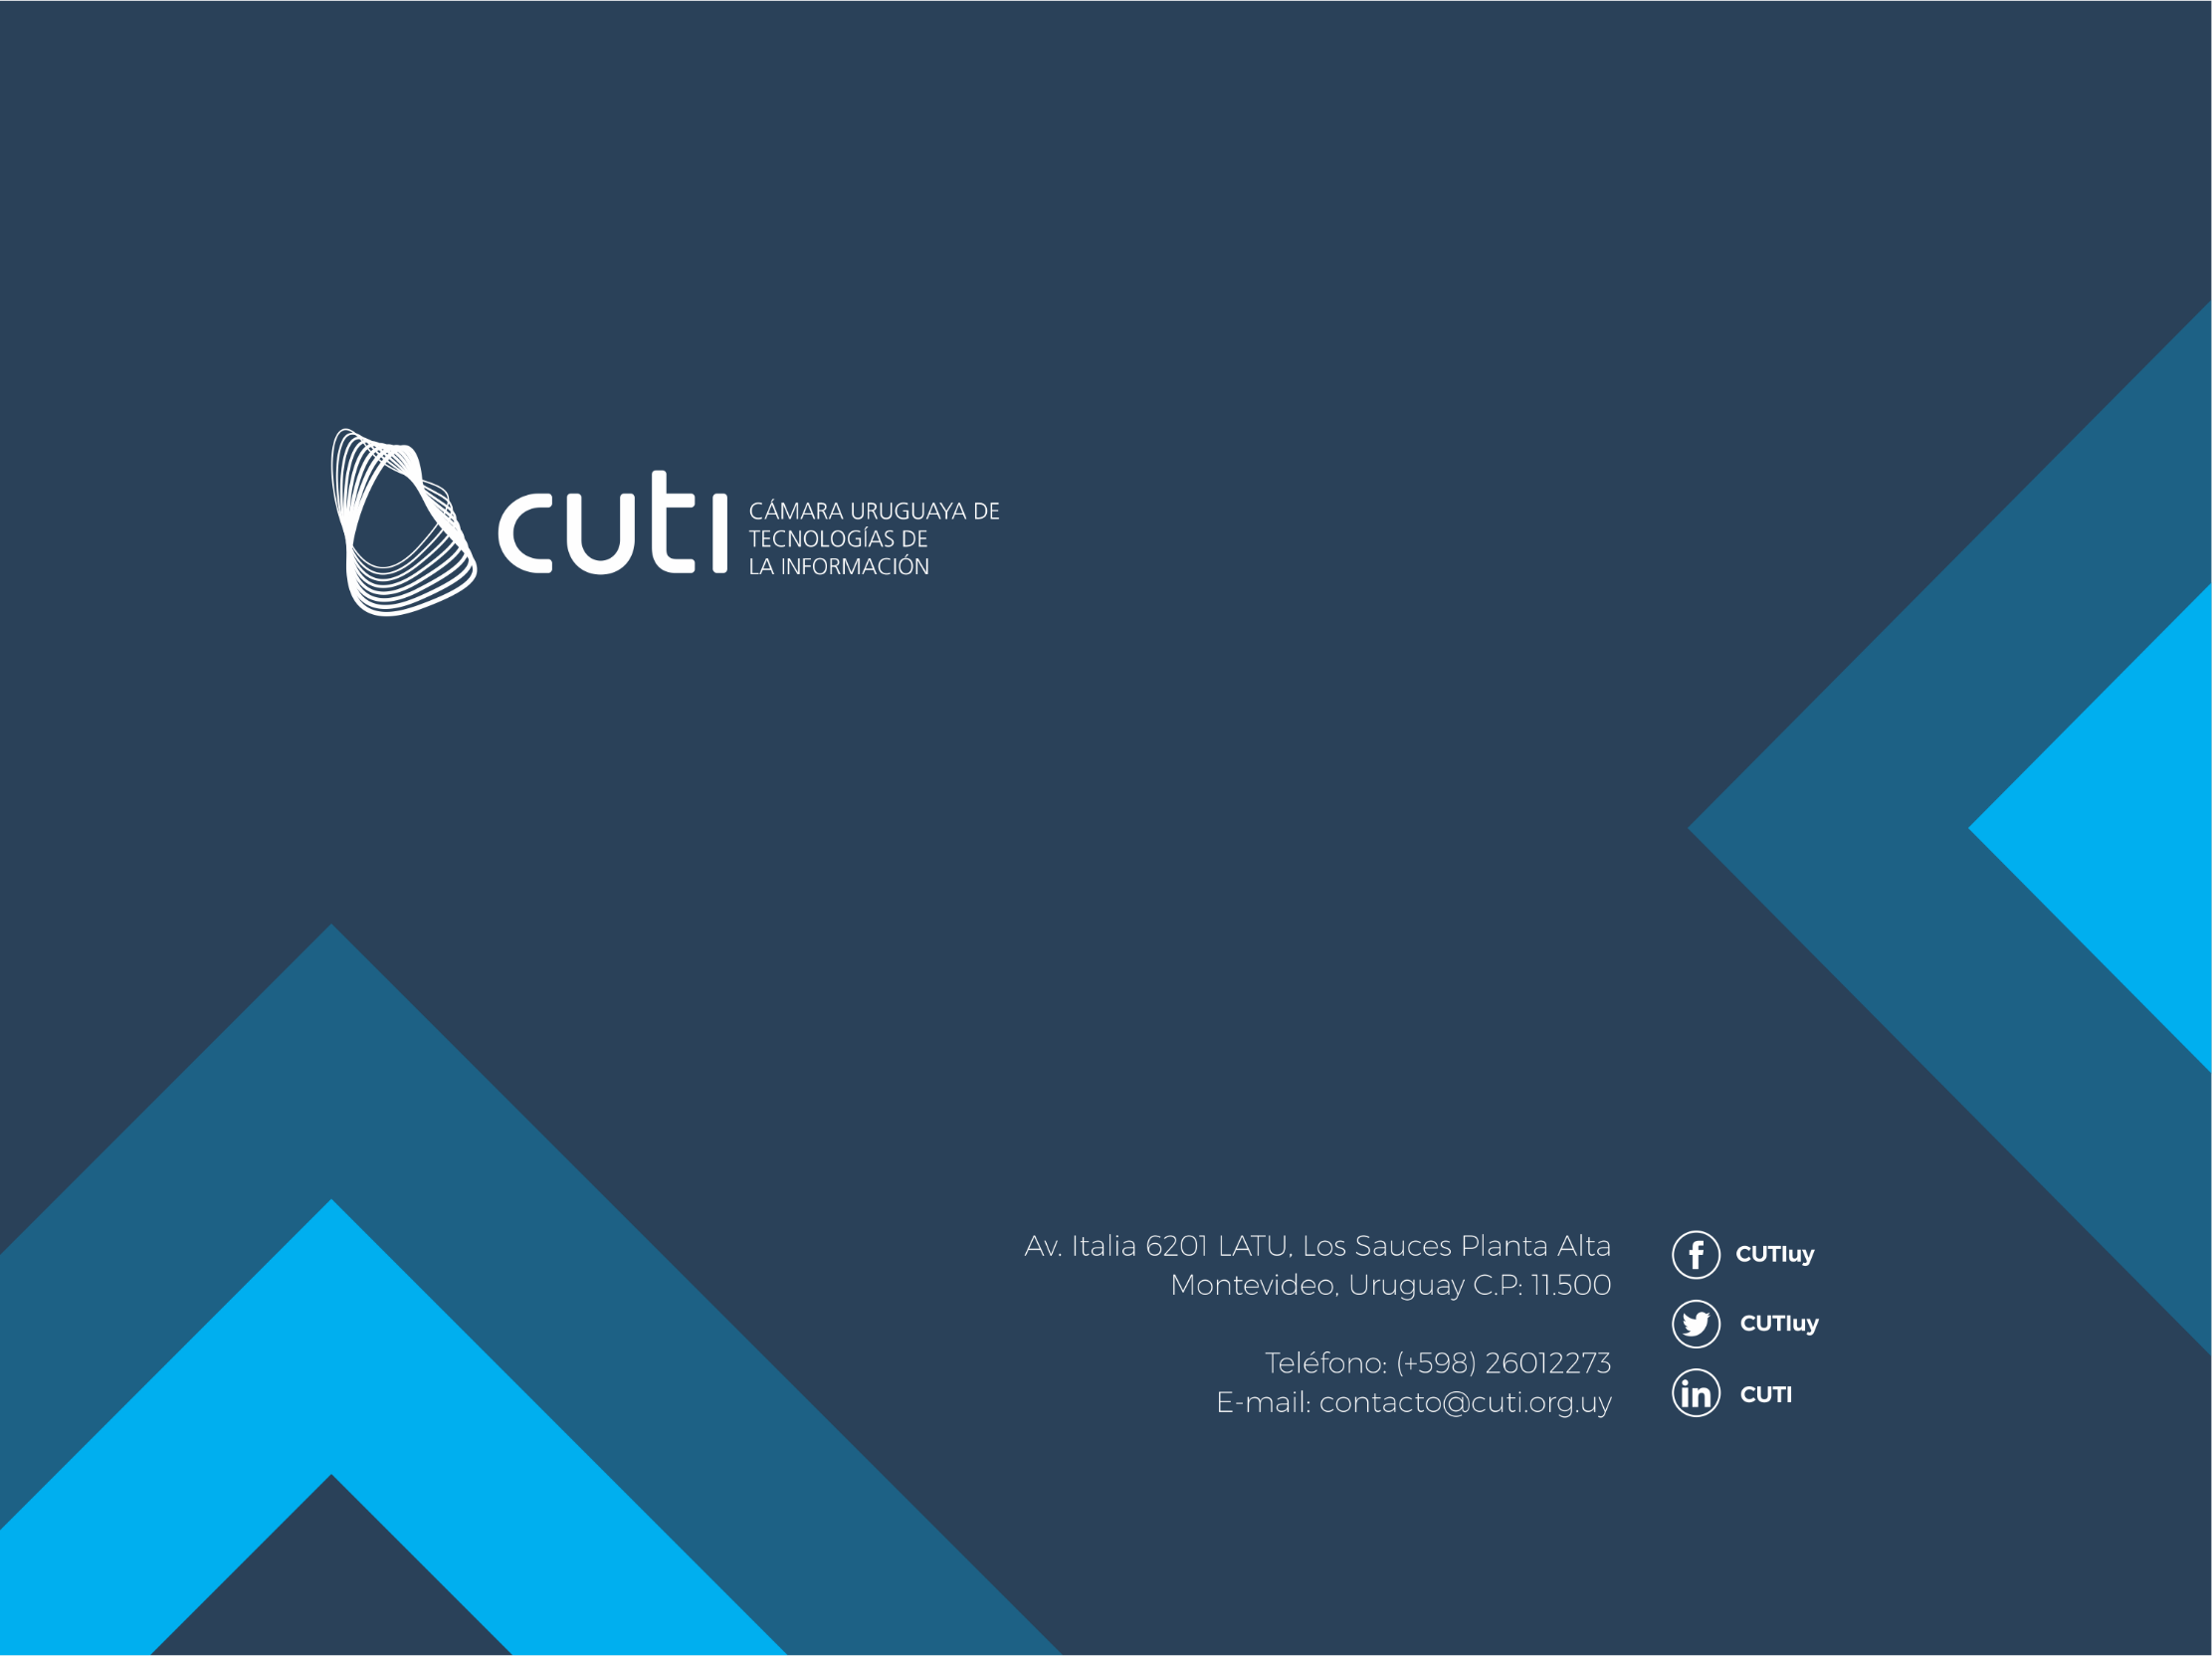 cuti
CÁMARA URUGUAYA DE
TECNOLOGÍAS DE
LA INFORMACIÓN
Av. Italia 6201 LATU, Los Sauces Planta Alta
Montevideo, Uruguay C.P: 11.500
Teléfono: (+598) 26012273
E-mail: contacto@cuti.org.uy
f CUTIuy
CUTIuy
in CUTI